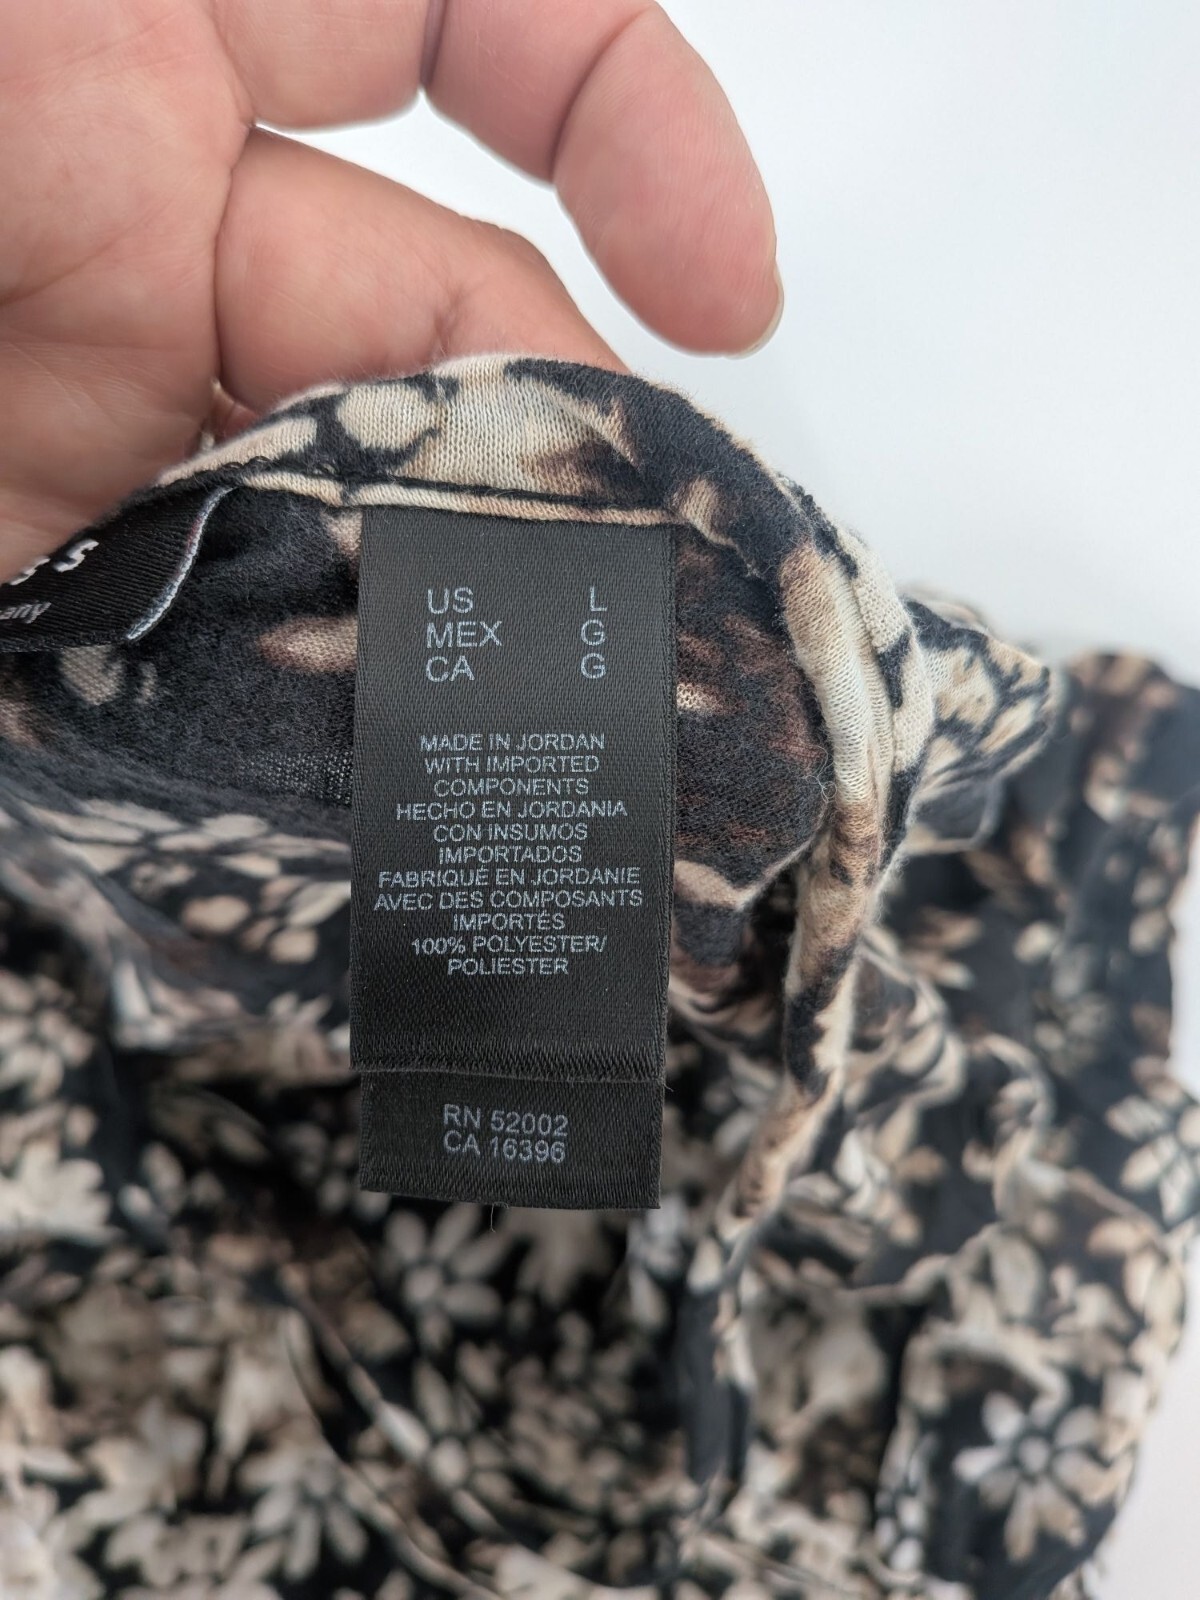 US L
MEX G
CA G
MADE IN JORDAN
WITH IMPORTED
COMPONENTS
HECHO EN JORDANIA
CON INSUMOS
IMPORTADOS
FABRIQUÉ EN JORDANIE
AVEC DES COMPOSANTS
IMPORTÉS
100% POLYESTER/
POLIESTER
RN 52002
CA 16396